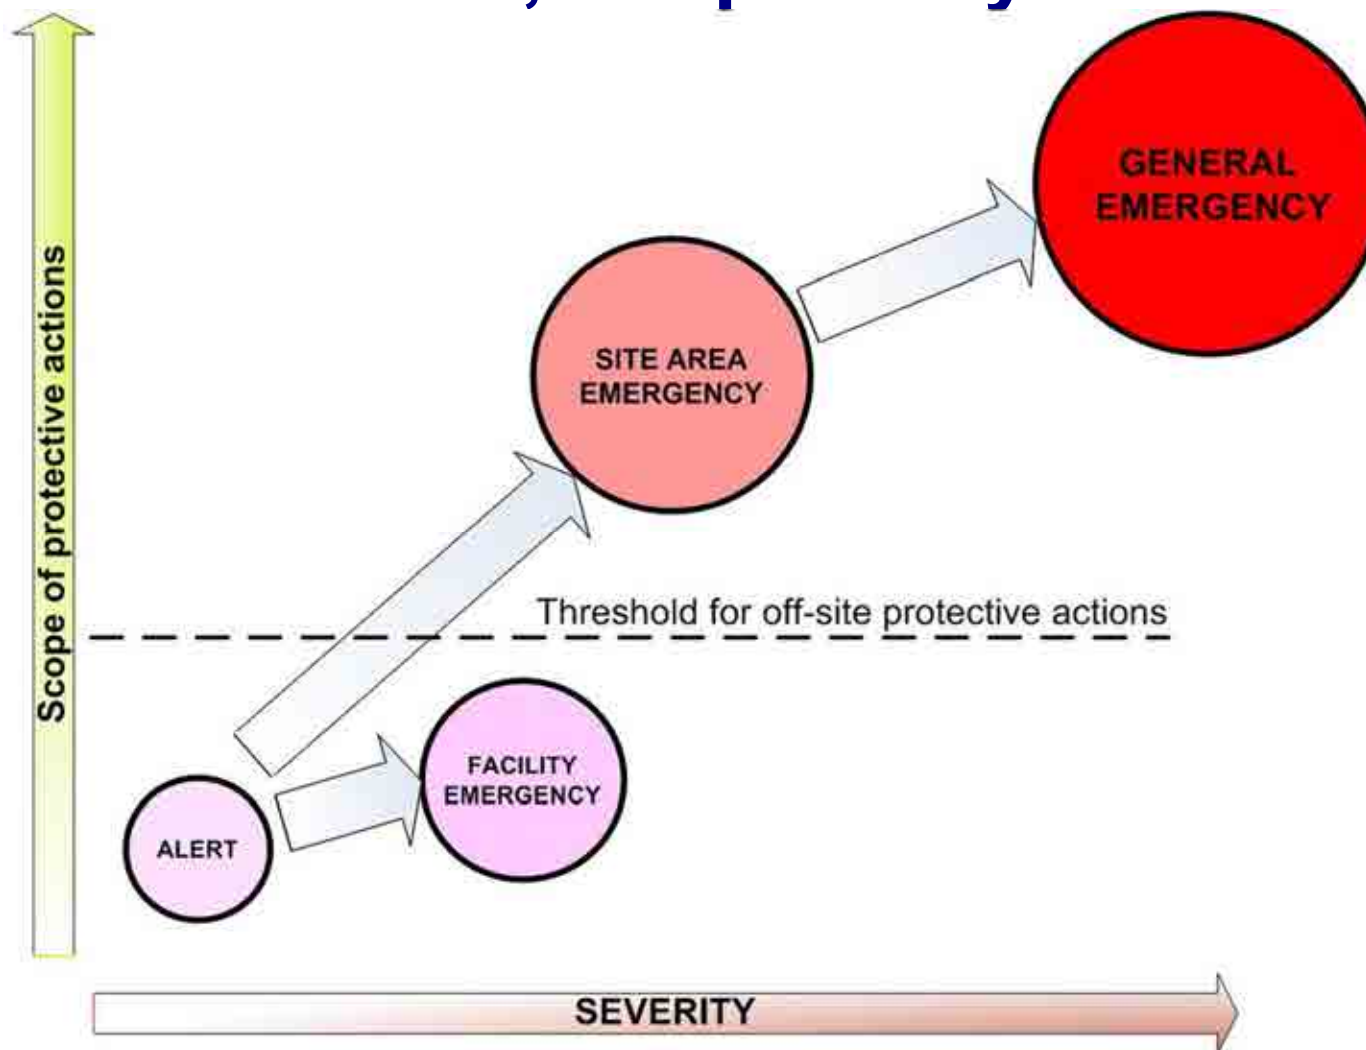 GENERAL
EMERGENCY
SITE AREA
EMERGENCY
Scope of protective actions
Threshold for off-site protective actions
FACILITY
EMERGENCY
ALERT
SEVERITY